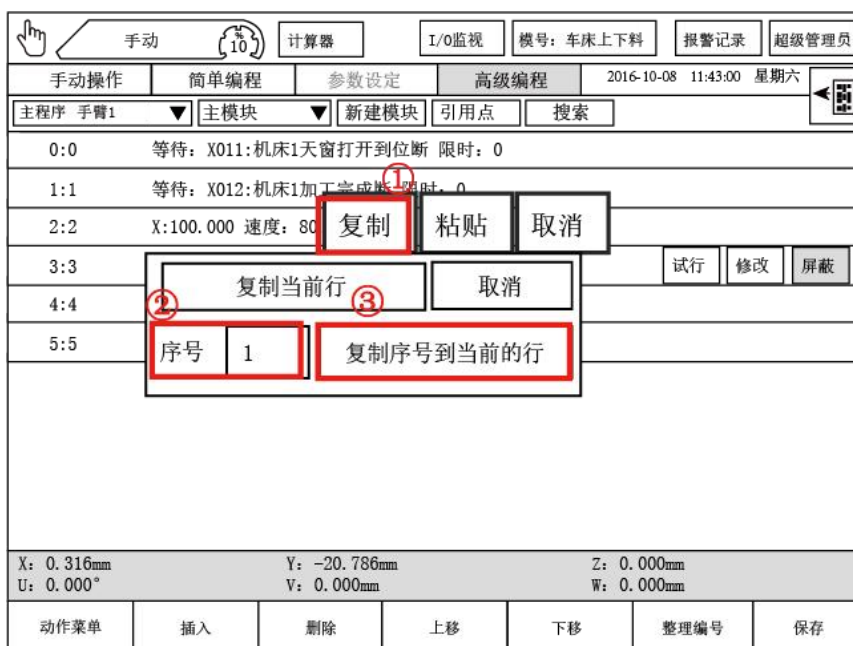 手动 % 10 计算器 I/O监视 模号：车床上下料 报警记录 超级管理员
手动操作 简单编程 参数设定 高级编程 2016-10-08 11:43:00 星期六
主程序 手臂1 ▼ 主模块 ▼ 新建模块 引用点 搜索
0:0 等待：X011:机床1天窗打开到位断 限时：0
1:1 等待：X012:机床1加工完成断 限时：0
①
2:2 X:100.000 速度：80 复制 粘贴 取消
3:3 试行 修改 屏蔽
复制当前行 取消
4:4 ② ③
5:5 序号 1 复制序号到当前的行
X: 0.316mm Y: -20.786mm Z: 0.000mm
U: 0.000° V: 0.000mm W: 0.000mm
动作菜单 插入 删除 上移 下移 整理编号 保存